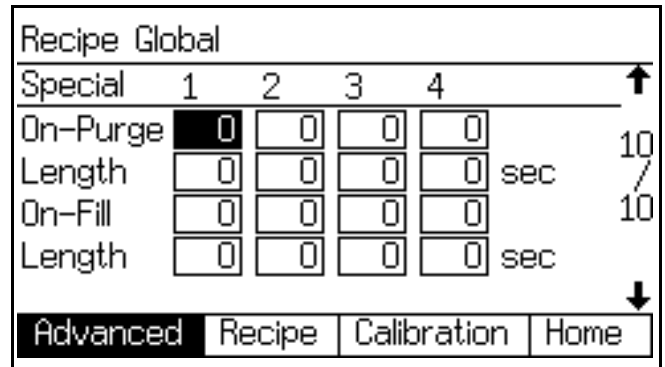 Recipe Global
Special 1 2 3 4
On-Purge 0 0 0 0
Length 0 0 0 0 sec
On-Fill 0 0 0 0
Length 0 0 0 0 sec
10
/
10
Advanced Recipe Calibration Home